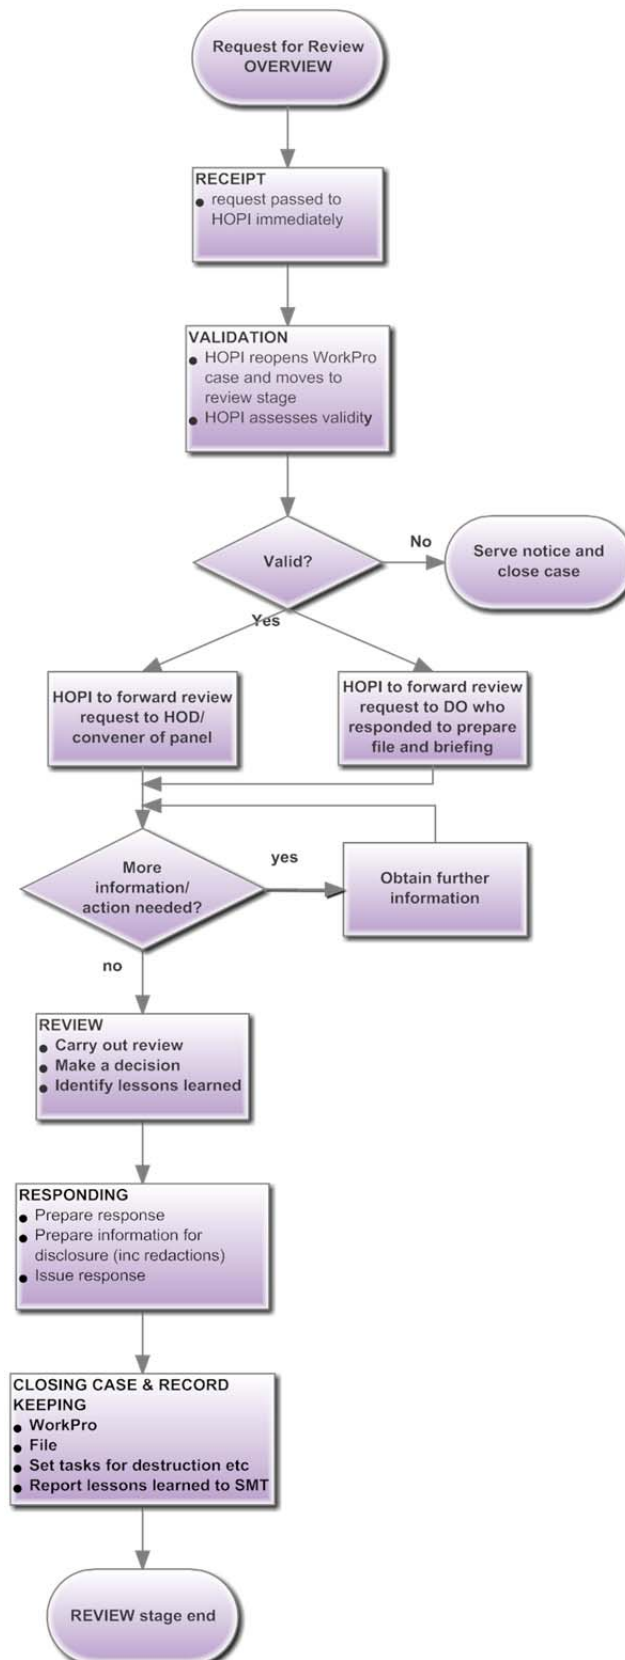 Request for Review
OVERVIEW
RECEIPT
● request passed to
HOPI immediately
VALIDATION
● HOPI reopens WorkPro
case and moves to
review stage
● HOPI assesses validity
Valid?
No
Serve notice and
close case
Yes
HOPI to forward review
request to HOD/
convener of panel
HOPI to forward review
request to DO who
responded to prepare
file and briefing
More
information/
action needed?
yes
Obtain further
information
no
REVIEW
● Carry out review
● Make a decision
● Identify lessons learned
RESPONDING
● Prepare response
● Prepare information for
disclosure (inc redactions)
● Issue response
CLOSING CASE & RECORD
KEEPING
● WorkPro
● File
● Set tasks for destruction etc
● Report lessons learned to SMT
REVIEW stage end